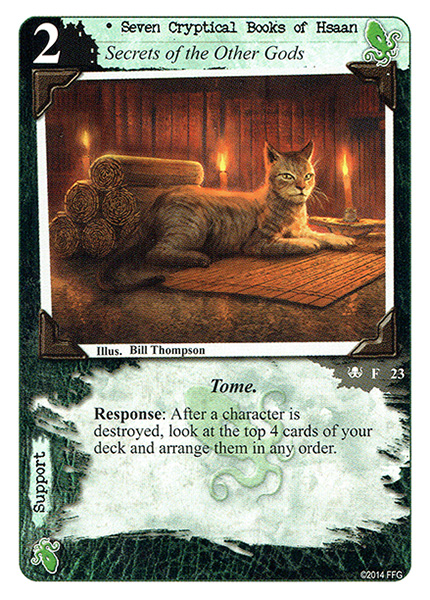 2
• Seven Cryptical Books of Hsaan
Secrets of the Other Gods
Illus. Bill Thompson
F 23
Tome.
Response: After a character is
destroyed, look at the top 4 cards of your
deck and arrange them in any order.
Support
©2014 FFG